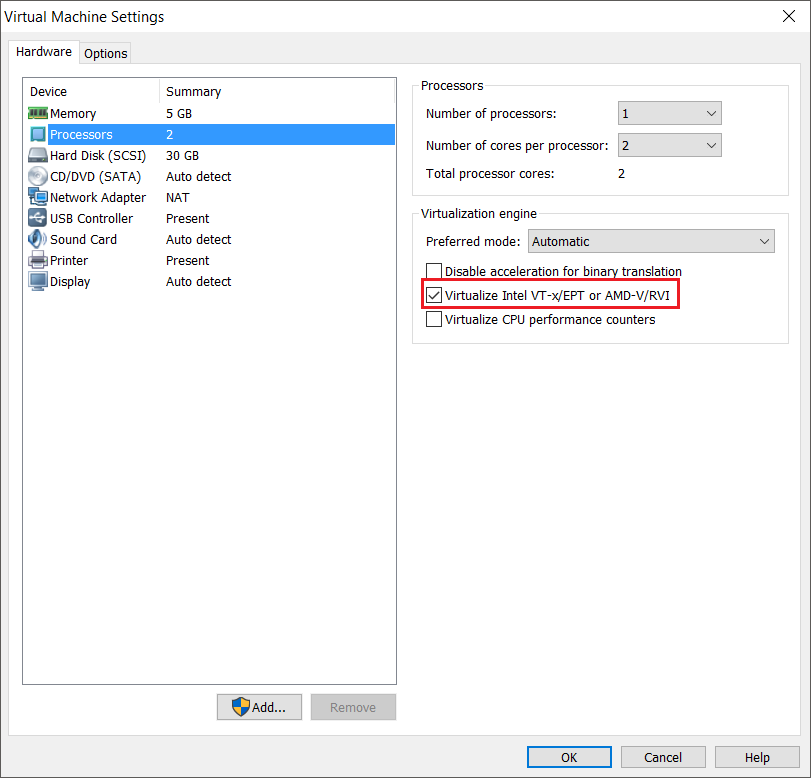 Virtual Machine Settings
Hardware Options
Device Summary
Memory 5 GB
Processors 2
Hard Disk (SCSI) 30 GB
CD/DVD (SATA) Auto detect
Network Adapter NAT
USB Controller Present
Sound Card Auto detect
Printer Present
Display Auto detect
Add... Remove
Processors
Number of processors: 1
Number of cores per processor: 2
Total processor cores: 2
Virtualization engine
Preferred mode: Automatic
Disable acceleration for binary translation
Virtualize Intel VT-x/EPT or AMD-V/RVI
Virtualize CPU performance counters
OK Cancel Help